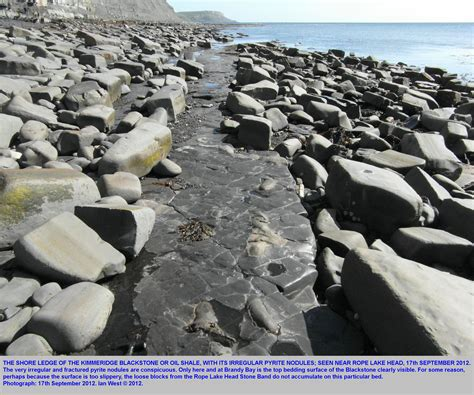 THE SHORE LEDGE OF THE KIMMERIDGE BLACKSTONE OR OIL SHALE, WITH ITS IRREGULAR PYRITE NODULES; SEEN NEAR ROPE LAKE HEAD, 17th SEPTEMBER 2012.
The very irregular and fractured pyrite nodules are conspicuous. Only here and at Brandy Bay is the top bedding surface of the Blackstone clearly visible. For some reason,
perhaps because the surface is too slippery, the loose blocks from the Rope Lake Head Stone Band do not accumulate on this particular bed.
Photograph: 17th September 2012. Ian West © 2012.